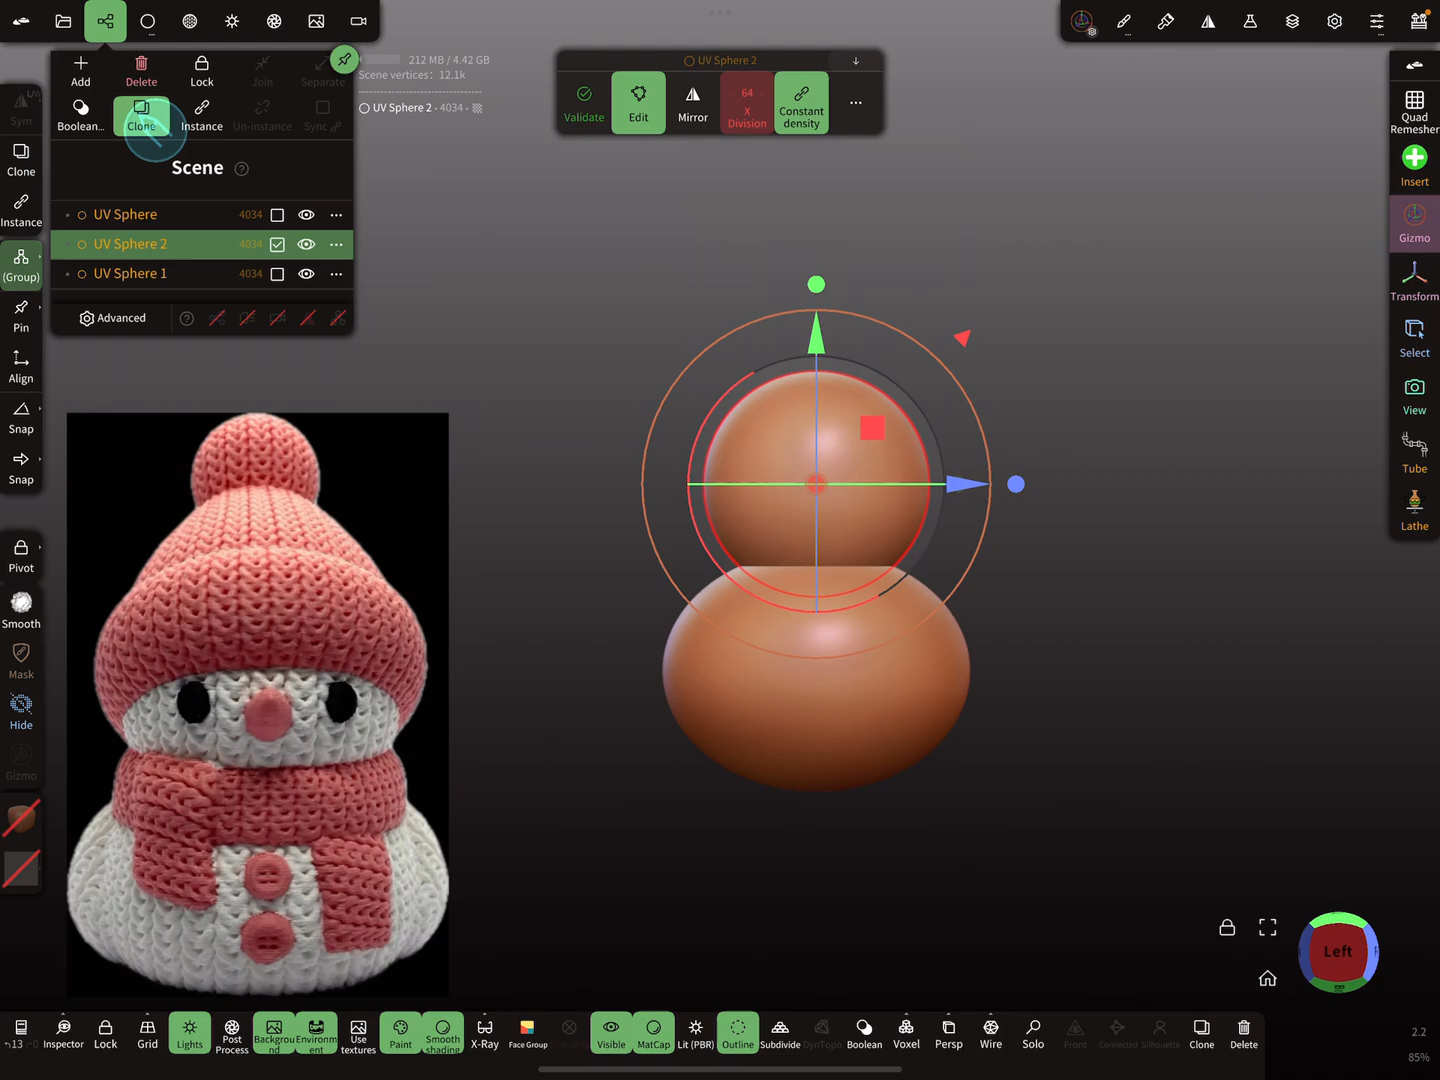 212 MB / 4.42 GB
Scene vertices: 12.1k
UV Sphere 2 - 4034 -
Add
Delete
Lock
Join
Separate
Boolean...
Clone
Instance
Un-instance
Sync
Scene
UV Sphere 4034
UV Sphere 2 4034
UV Sphere 1 4034
Advanced
UV Sphere 2
Validate
Edit
Mirror
64
X
Division
Constant
density
Sym
Clone
Instance
(Group)
Pin
Align
Snap
Snap
Pivot
Smooth
Mask
Hide
Gizmo
Quad
Remesher
Insert
Gizmo
Transform
Select
View
Tube
Lathe
Left
13
Inspector
Lock
Grid
Lights
Post
Process
Backgrou
nd
Environm
ent
Use
textures
Paint
Smooth
shading
X-Ray
Face Group
Visible
MatCap
Lit (PBR)
Outline
Subdivide
DynTopo
Boolean
Voxel
Persp
Wire
Solo
Front
Connected
Silhouette
Clone
Delete
2.2
85%